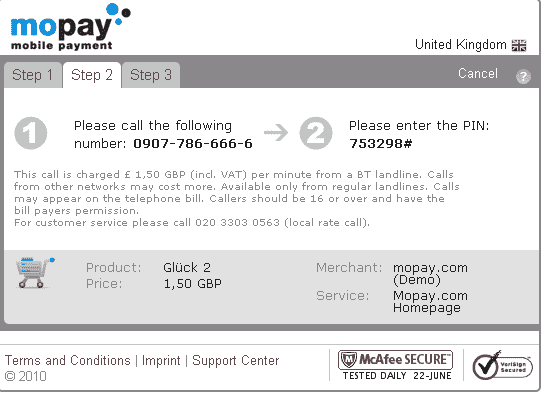 mopay
mobile payment
United Kingdom
Step 1 Step 2 Step 3 Cancel ?
1 Please call the following
number: 0907-786-666-6
2 Please enter the PIN:
753298#
This call is charged £ 1,50 GBP (incl. VAT) per minute from a BT landline. Calls
from other networks may cost more. Available only from regular landlines. Calls
may appear on the telephone bill. Callers should be 16 or over and have the
bill payers permission.
For customer service please call 020 3303 0563 (local rate call).
Product: Glück 2
Price: 1,50 GBP
Merchant: mopay.com
(Demo)
Service: Mopay.com
Homepage
Terms and Conditions | Imprint | Support Center
© 2010
McAfee SECURE™
TESTED DAILY 22-JUNE
VeriSign
Secured